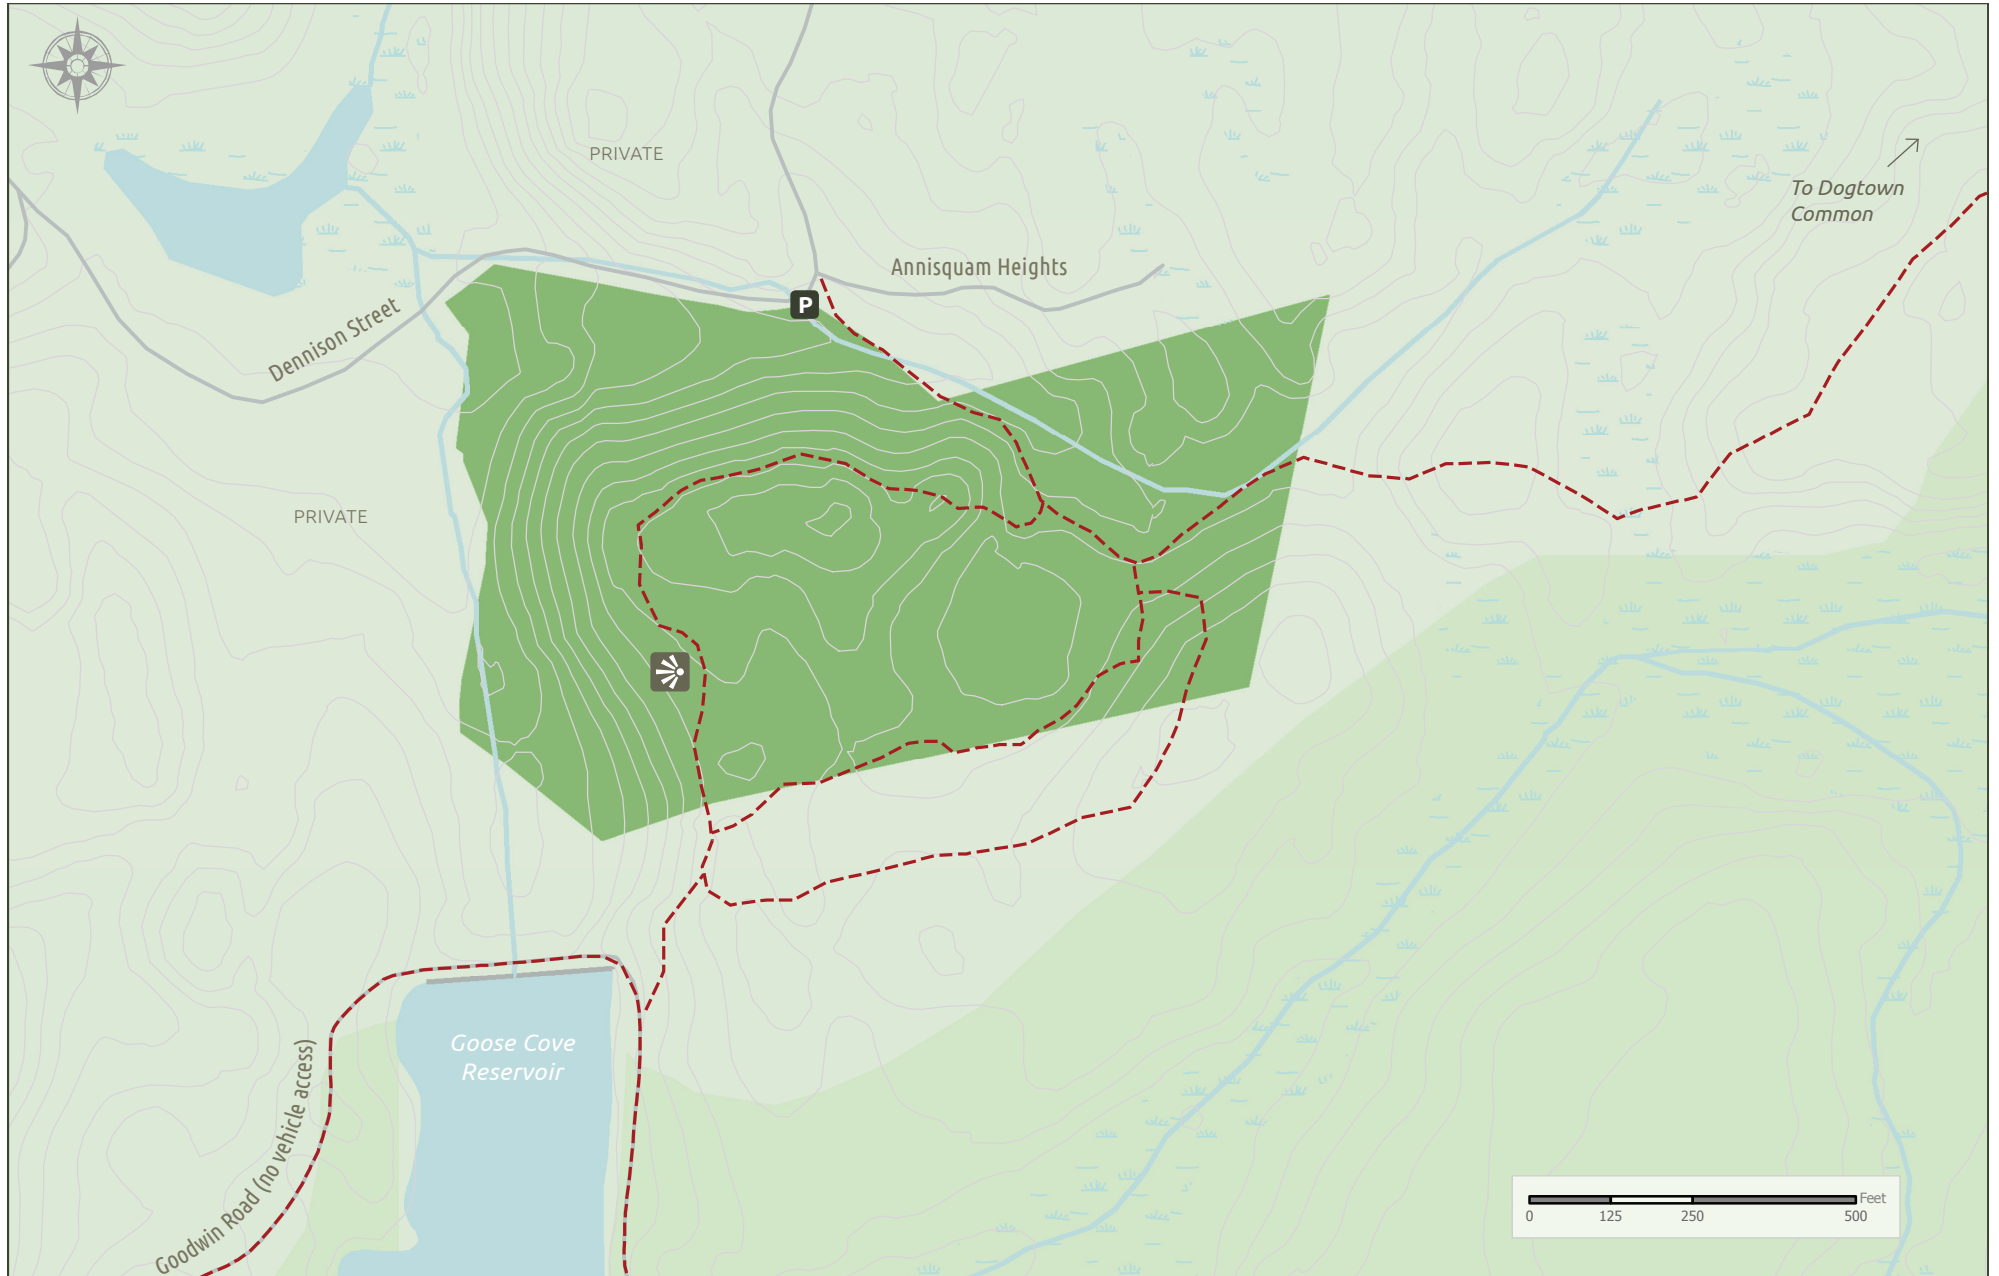 PRIVATE
To Dogtown
Common
Annisquam Heights
P
Dennison Street
PRIVATE
Goose Cove
Reservoir
Goodwin Road (no vehicle access)
Feet
0 125 250 500